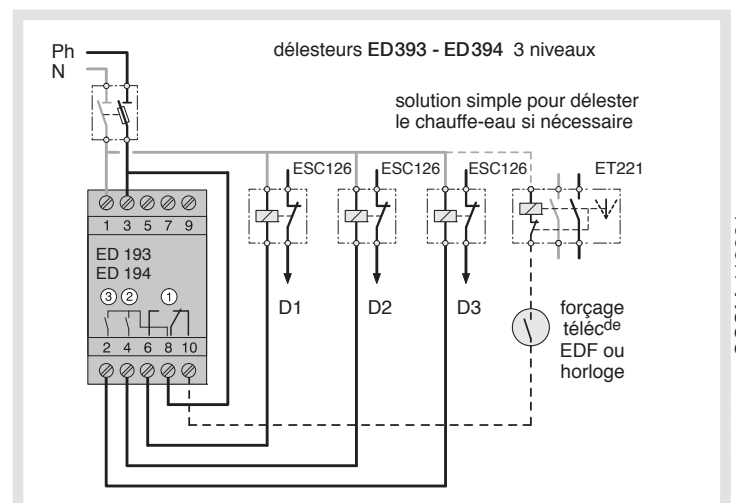 Ph
N
délesteurs ED393 - ED394 3 niveaux
solution simple pour délester
le chauffe-eau si nécessaire
ESC126
ESC126
ESC126
ET221
1 3 5 7 9
ED 193
ED 194
3 2 1
2 4 6 8 10
D1
D2
D3
forçage
télécde
EDF ou
horloge